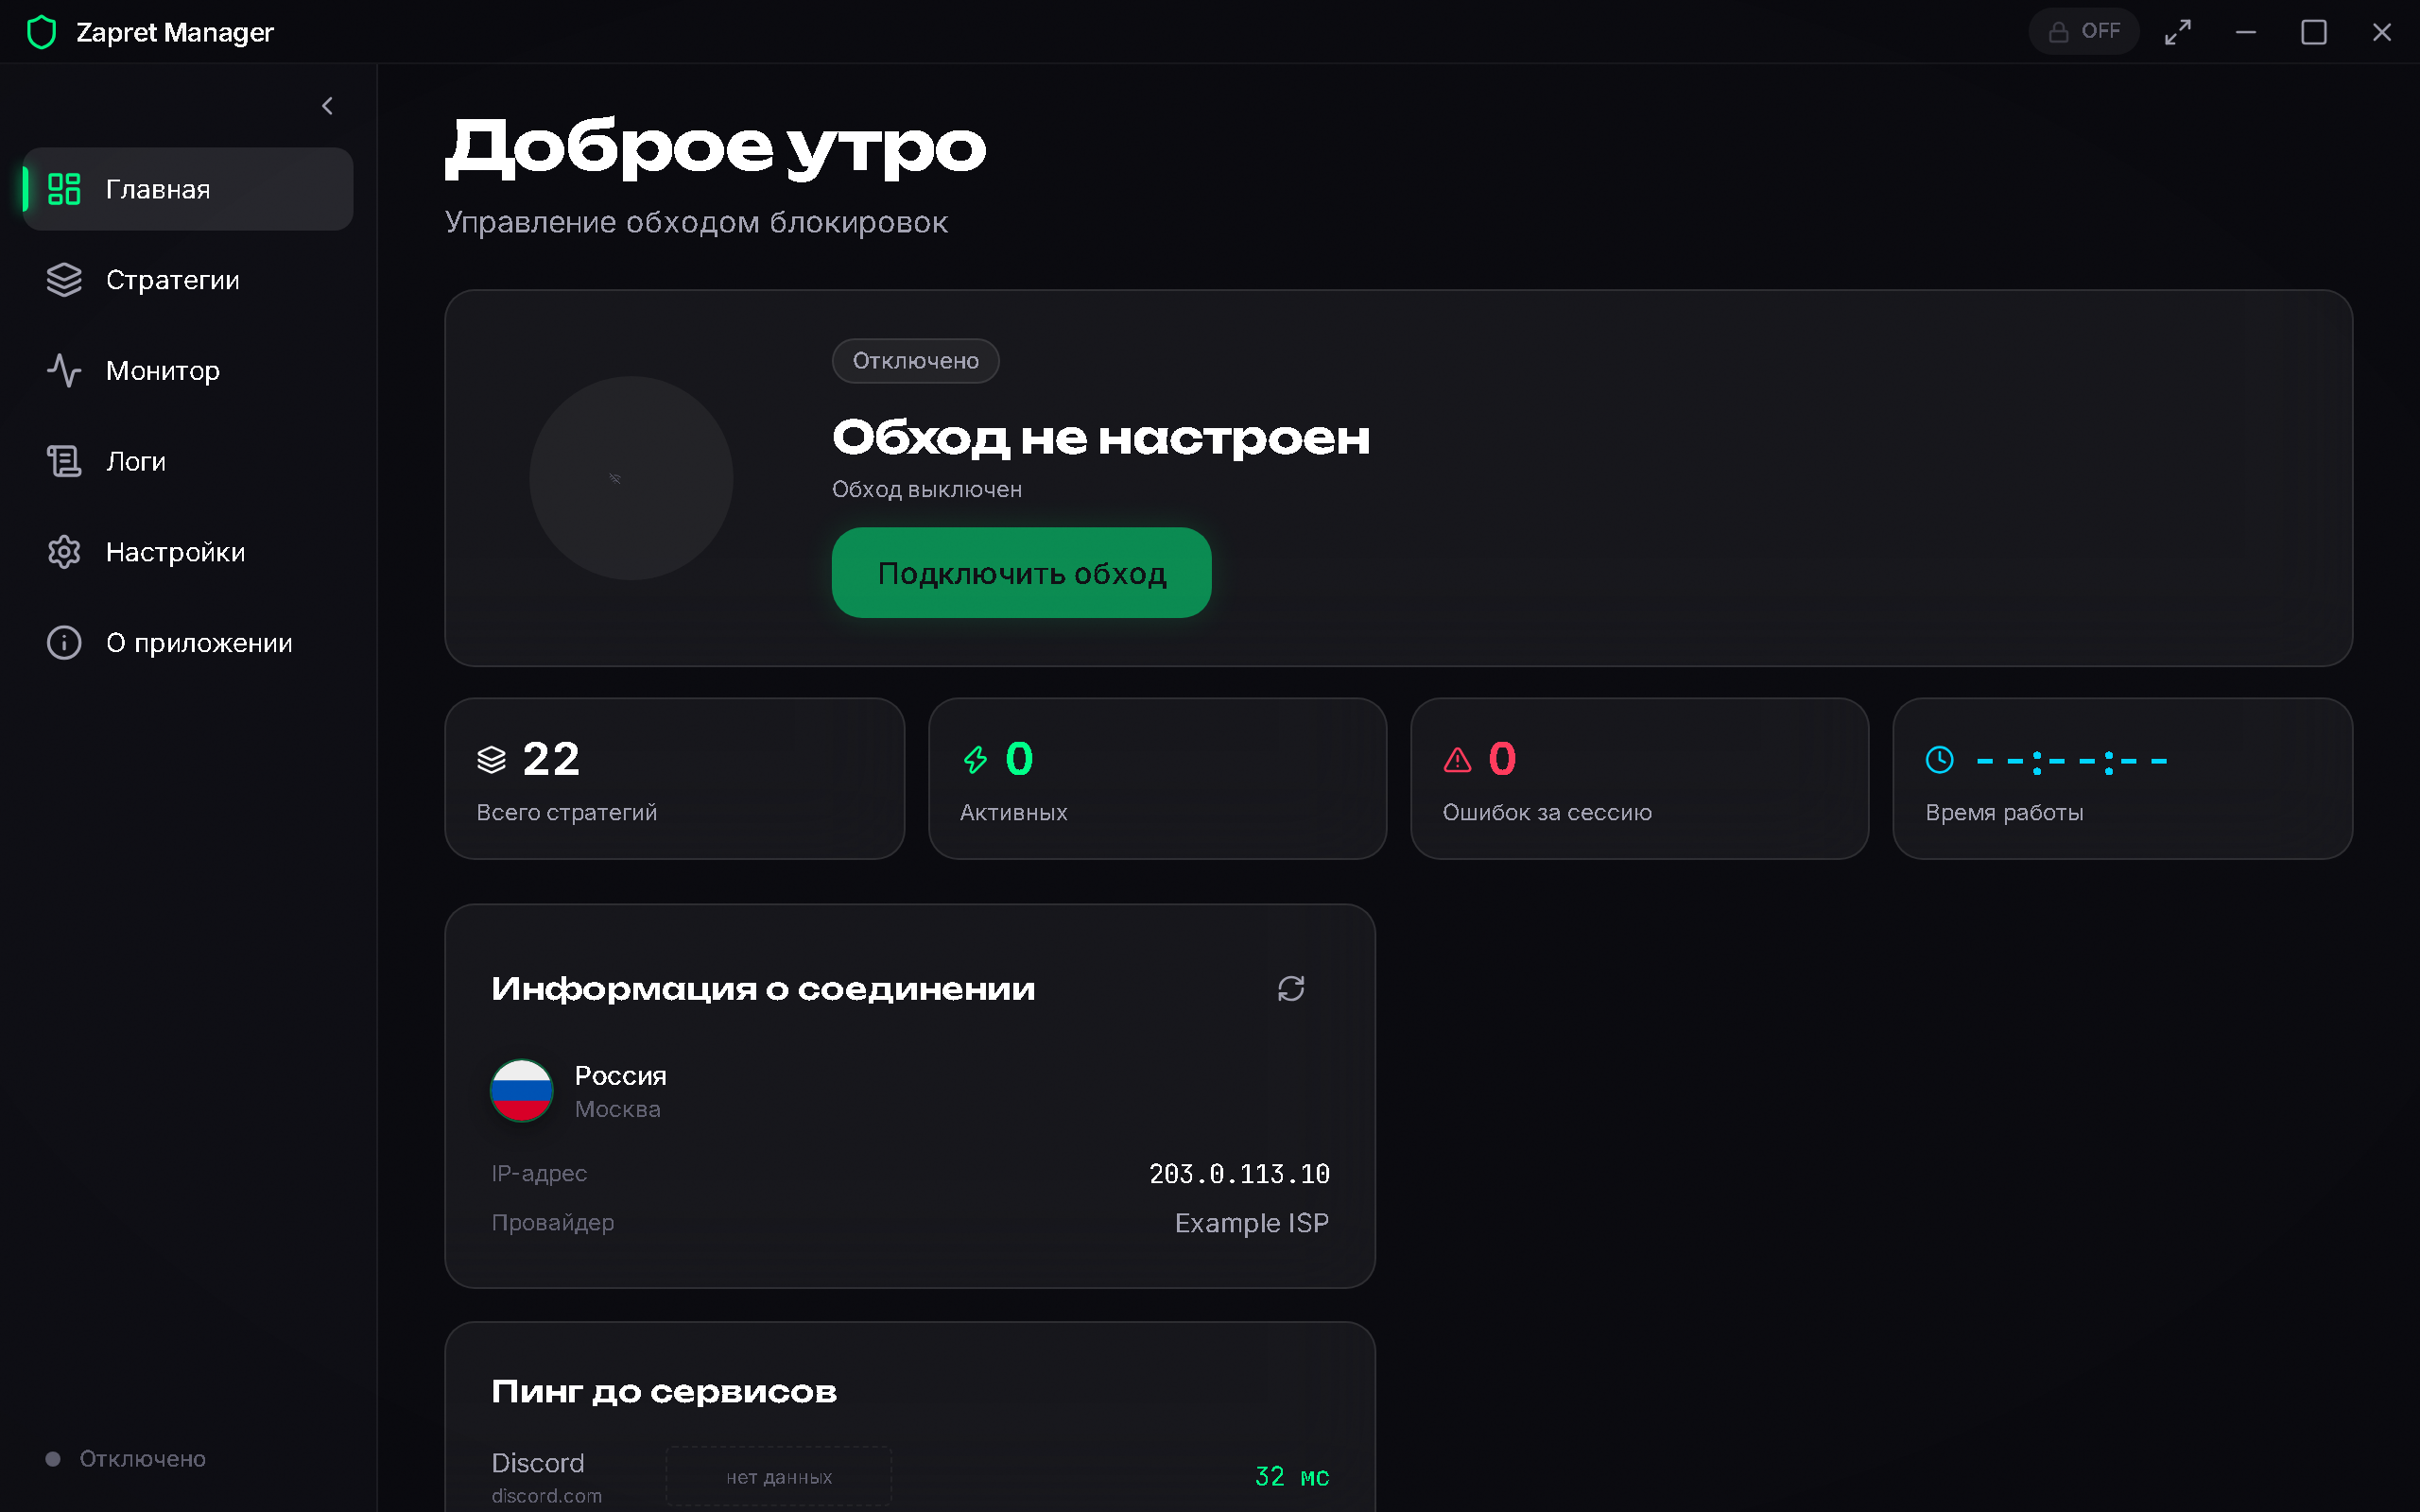 Zapret Manager
OFF
Главная
Стратегии
Монитор
Логи
Настройки
О приложении
Отключено
Доброе утро
Управление обходом блокировок
Отключено
Обход не настроен
Обход выключен
Подключить обход
22
Всего стратегий
0
Активных
0
Ошибок за сессию
--:--:--
Время работы
Информация о соединении
Россия
Москва
IP-адрес 203.0.113.10
Провайдер Example ISP
Пинг до сервисов
Discord
discord.com
нет данных
32 мс